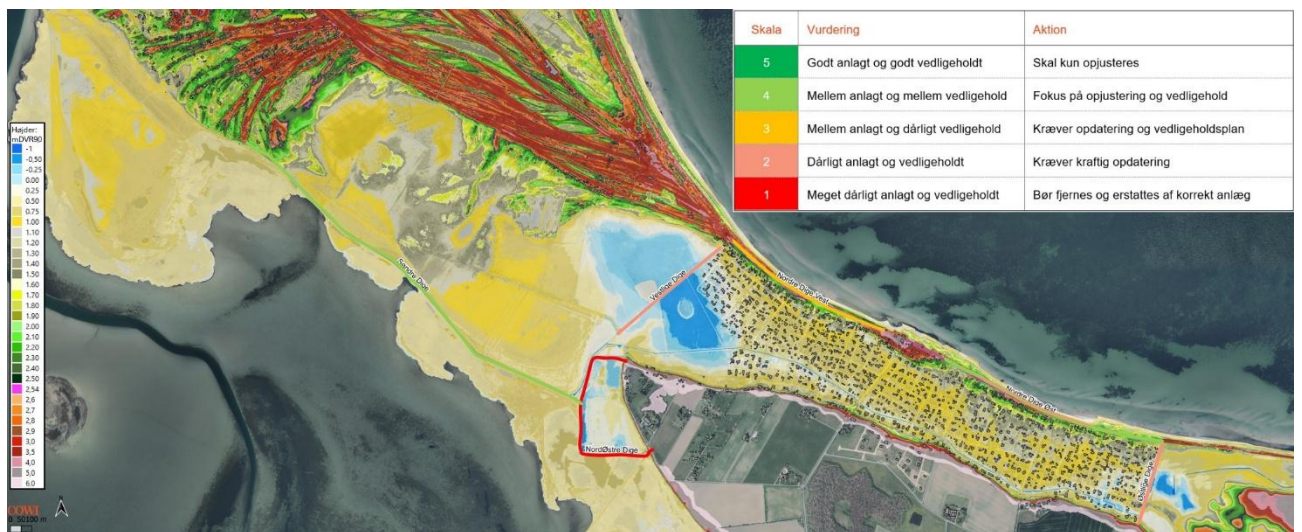 Skala Vurdering Aktion
5 Godt anlagt og godt vedligeholdt Skal kun opjusteres
4 Mellem anlagt og mellem vedligehold Fokus på opjustering og vedligehold
3 Mellem anlagt og dårligt vedligehold Kræver opdatering og vedligeholdsplan
2 Dårligt anlagt og vedligeholdt Kræver kraftig opdatering
1 Meget dårligt anlagt og vedligeholdt Bør fjernes og erstattes af korrekt anlæg
Højder:
mDVR90
-1
-0,50
-0,25
0.00
0.25
0.50
0.75
1.00
1.10
1.20
1.30
1.40
1.50
1.60
1.70
1.80
1.90
2.00
2.10
2.20
2.30
2.40
2.50
2,54
2,6
2,7
2,8
2,9
3,0
3,5
4,0
5,0
6.0
Søndre Dige
Vestlige Dige
Nordre Dige Vest
Nordre Dige Øst
NordØstre Dige
Østlige Dige
COWI
0 50100 m